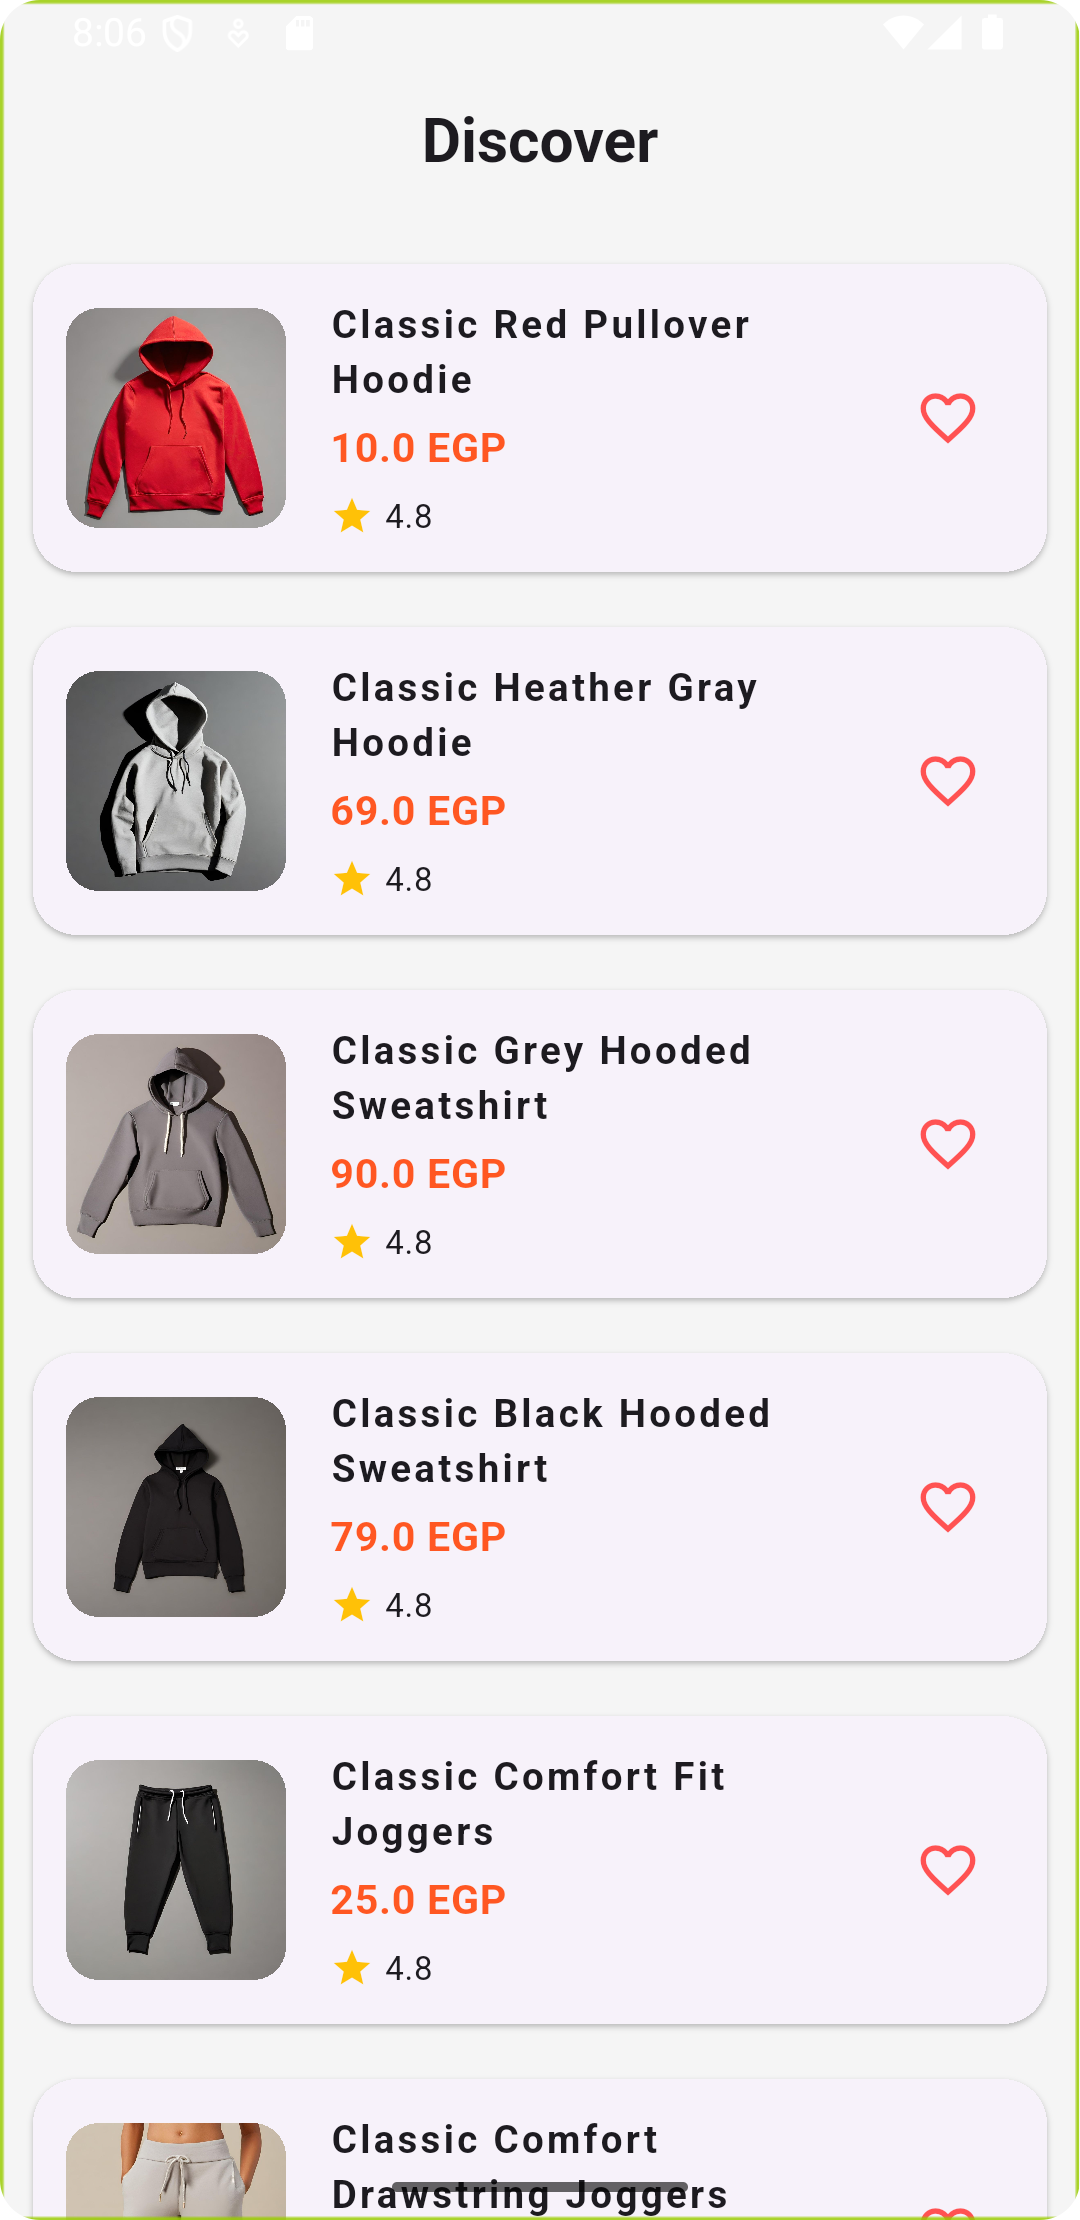 8:06
Discover
Classic Red Pullover
Hoodie
10.0 EGP
4.8
Classic Heather Gray
Hoodie
69.0 EGP
4.8
Classic Grey Hooded
Sweatshirt
90.0 EGP
4.8
Classic Black Hooded
Sweatshirt
79.0 EGP
4.8
Classic Comfort Fit
Joggers
25.0 EGP
4.8
Classic Comfort
Drawstring Joggers